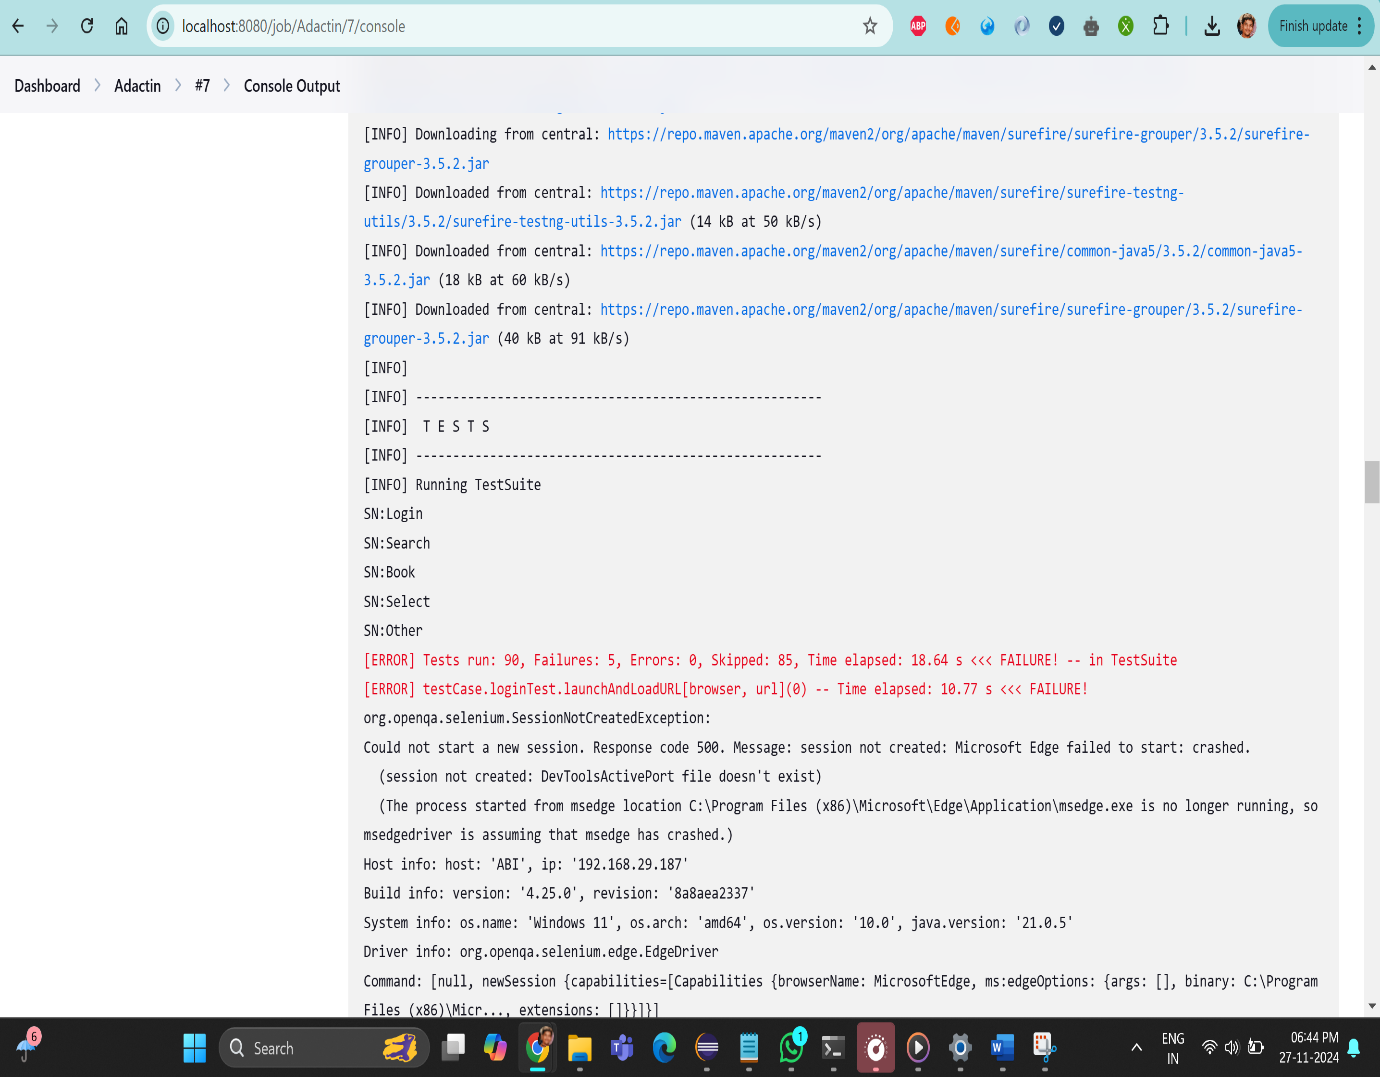 localhost:8080/job/Adactin/7/console
ABP
Finish update
Dashboard > Adactin > #7 > Console Output
[INFO] Downloading from central: https://repo.maven.apache.org/maven2/org/apache/maven/surefire/surefire-grouper/3.5.2/surefire-
grouper-3.5.2.jar
[INFO] Downloaded from central: https://repo.maven.apache.org/maven2/org/apache/maven/surefire/surefire-testng-
utils/3.5.2/surefire-testng-utils-3.5.2.jar (14 kB at 50 kB/s)
[INFO] Downloaded from central: https://repo.maven.apache.org/maven2/org/apache/maven/surefire/common-java5/3.5.2/common-java5-
3.5.2.jar (18 kB at 60 kB/s)
[INFO] Downloaded from central: https://repo.maven.apache.org/maven2/org/apache/maven/surefire/surefire-grouper/3.5.2/surefire-
grouper-3.5.2.jar (40 kB at 91 kB/s)
[INFO]
[INFO] -------------------------------------------------------
[INFO]  T E S T S
[INFO] -------------------------------------------------------
[INFO] Running TestSuite
SN:Login
SN:Search
SN:Book
SN:Select
SN:Other
[ERROR] Tests run: 90, Failures: 5, Errors: 0, Skipped: 85, Time elapsed: 18.64 s <<< FAILURE! -- in TestSuite
[ERROR] testCase.loginTest.launchAndLoadURL[browser, url](0) -- Time elapsed: 10.77 s <<< FAILURE!
org.openqa.selenium.SessionNotCreatedException:
Could not start a new session. Response code 500. Message: session not created: Microsoft Edge failed to start: crashed.
  (session not created: DevToolsActivePort file doesn't exist)
  (The process started from msedge location C:\Program Files (x86)\Microsoft\Edge\Application\msedge.exe is no longer running, so
msedgedriver is assuming that msedge has crashed.)
Host info: host: 'ABI', ip: '192.168.29.187'
Build info: version: '4.25.0', revision: '8a8aea2337'
System info: os.name: 'Windows 11', os.arch: 'amd64', os.version: '10.0', java.version: '21.0.5'
Driver info: org.openqa.selenium.edge.EdgeDriver
Command: [null, newSession {capabilities=[Capabilities {browserName: MicrosoftEdge, ms:edgeOptions: {args: [], binary: C:\Program
Files (x86)\Micr..., extensions: []}}]}]
6
Search
1
ENG
IN
06:44 PM
27-11-2024